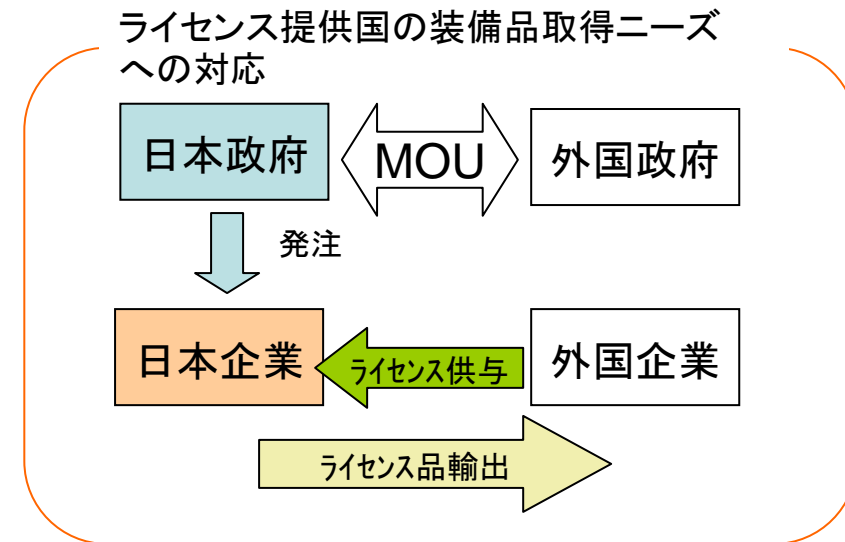 ライセンス提供国の装備品取得ニーズ
への対応
日本政府
MOU
外国政府
発注
日本企業
ライセンス供与
外国企業
ライセンス品輸出